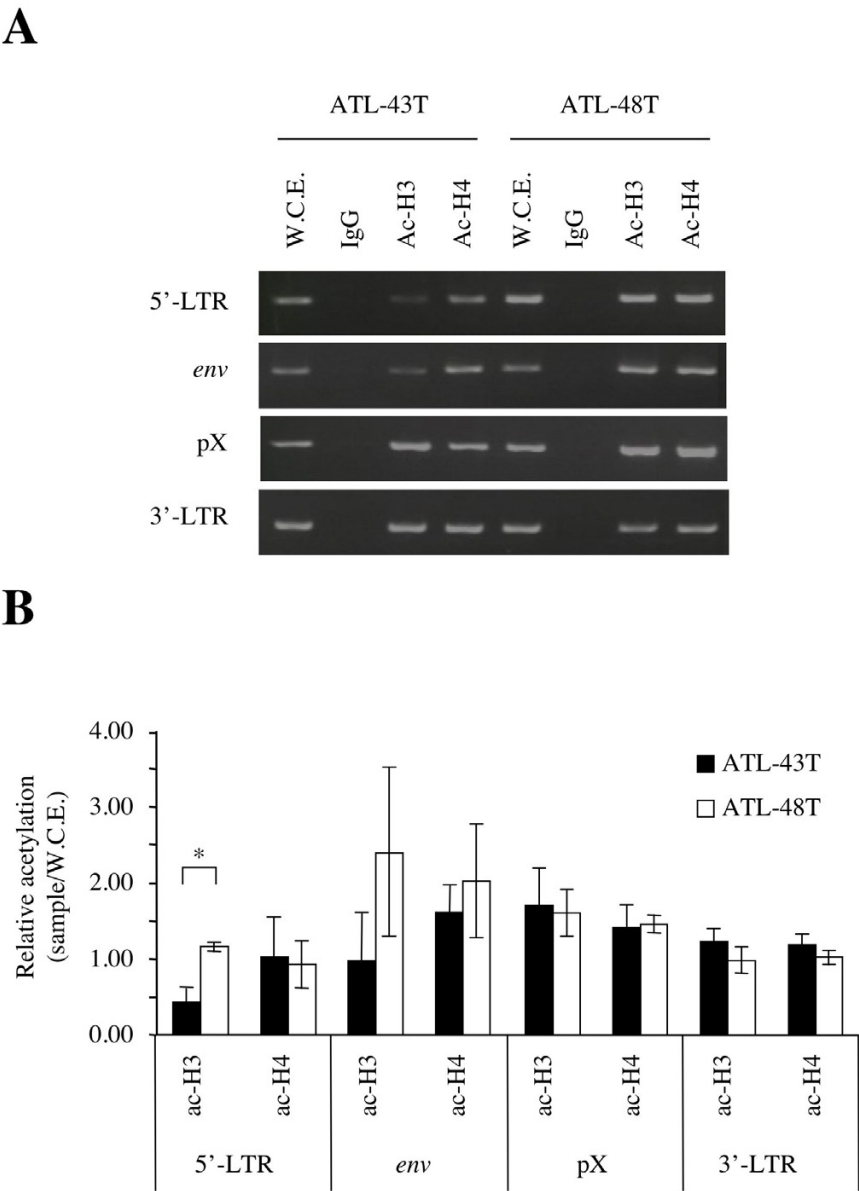 A
ATL-43T ATL-48T
W.C.E. IgG Ac-H3 Ac-H4 W.C.E. IgG Ac-H3 Ac-H4
5’-LTR
env
pX
3’-LTR
B
Relative acetylation
(sample/W.C.E.)
4.00
3.00
2.00
1.00
0.00
*
ATL-43T
ATL-48T
ac-H3 ac-H4 ac-H3 ac-H4 ac-H3 ac-H4 ac-H3 ac-H4
5’-LTR env pX 3’-LTR